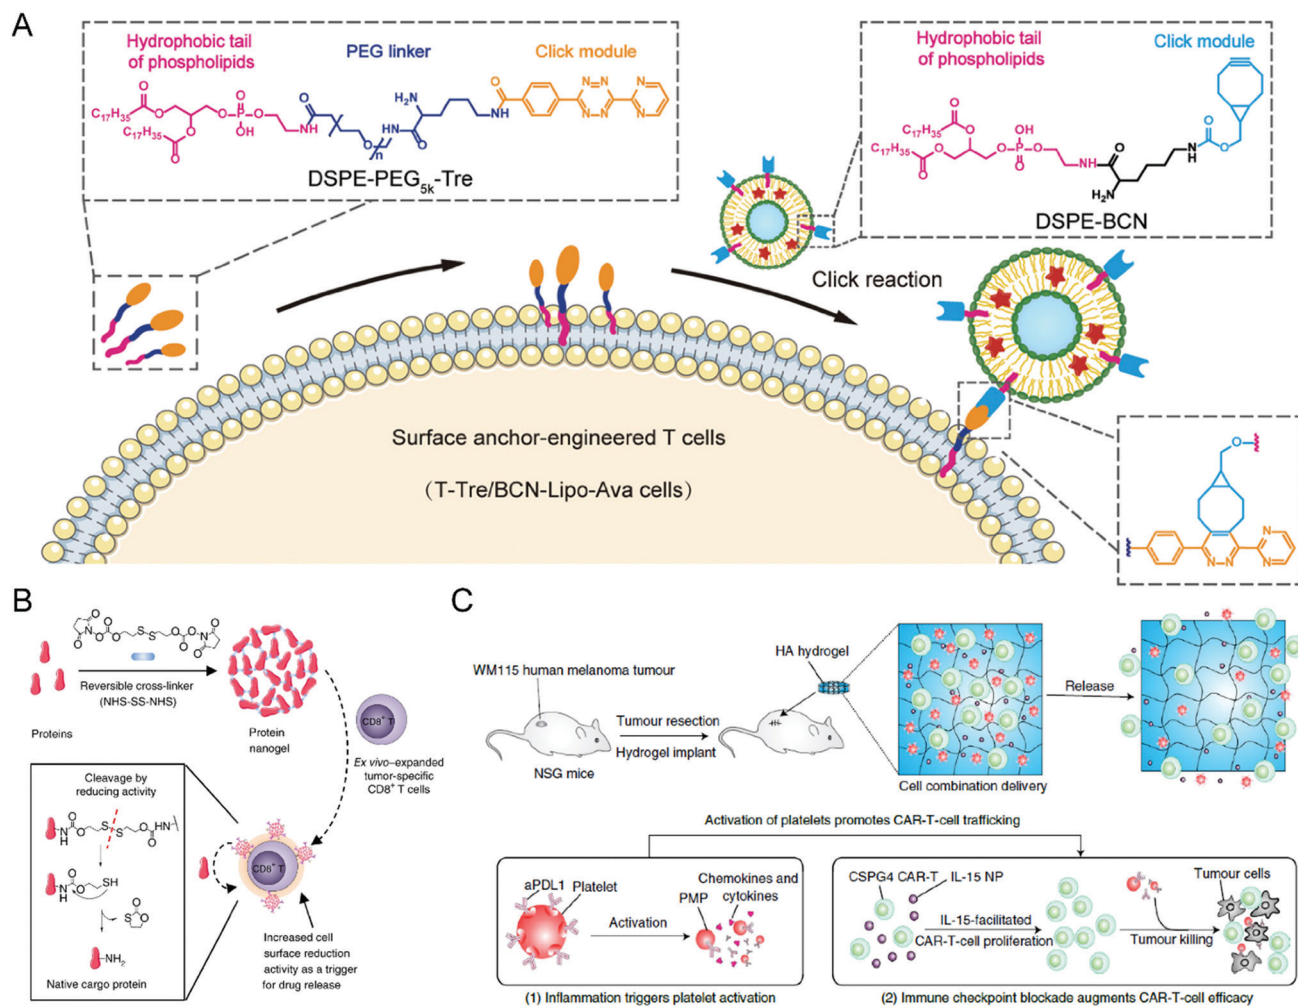 A
Hydrophobic tail
of phospholipids
PEG linker
Click module
C17H35
O
O
O
O
C17H35
O
O
P
O
OH
O
NH
O
O
n
HN
H2N
O
NH
O
N
N
N
N
N
N
DSPE-PEG5k-Tre
Hydrophobic tail
of phospholipids
Click module
C17H35
O
O
C17H35
O
O
OH
O
P
O
O
NH
O
H2N
H
N
O
O
DSPE-BCN
Click reaction
Surface anchor-engineered T cells
(T-Tre/BCN-Lipo-Ava cells)
O
N
N
N
N
B
Reversible cross-linker
(NHS-SS-NHS)
Proteins
Protein
nanogel
CD8+ T
Ex vivo–expanded
tumor-specific
CD8+ T cells
Cleavage by
reducing activity
N
H
O
O
S
S
O
O
HN
N
H
O
O
SH
S
O
O
NH2
Native cargo protein
CD8+ T
Increased cell
surface reduction
activity as a trigger
for drug release
C
WM115 human melanoma tumour
NSG mice
Tumour resection
Hydrogel implant
HA hydrogel
Cell combination delivery
Release
Activation of platelets promotes CAR-T-cell trafficking
aPDL1
Platelet
Activation
PMP
Chemokines and
cytokines
(1) Inflammation triggers platelet activation
CSPG4 CAR-T
IL-15 NP
IL-15-facilitated
CAR-T-cell proliferation
Tumour killing
Tumour cells
(2) Immune checkpoint blockade augments CAR-T-cell efficacy